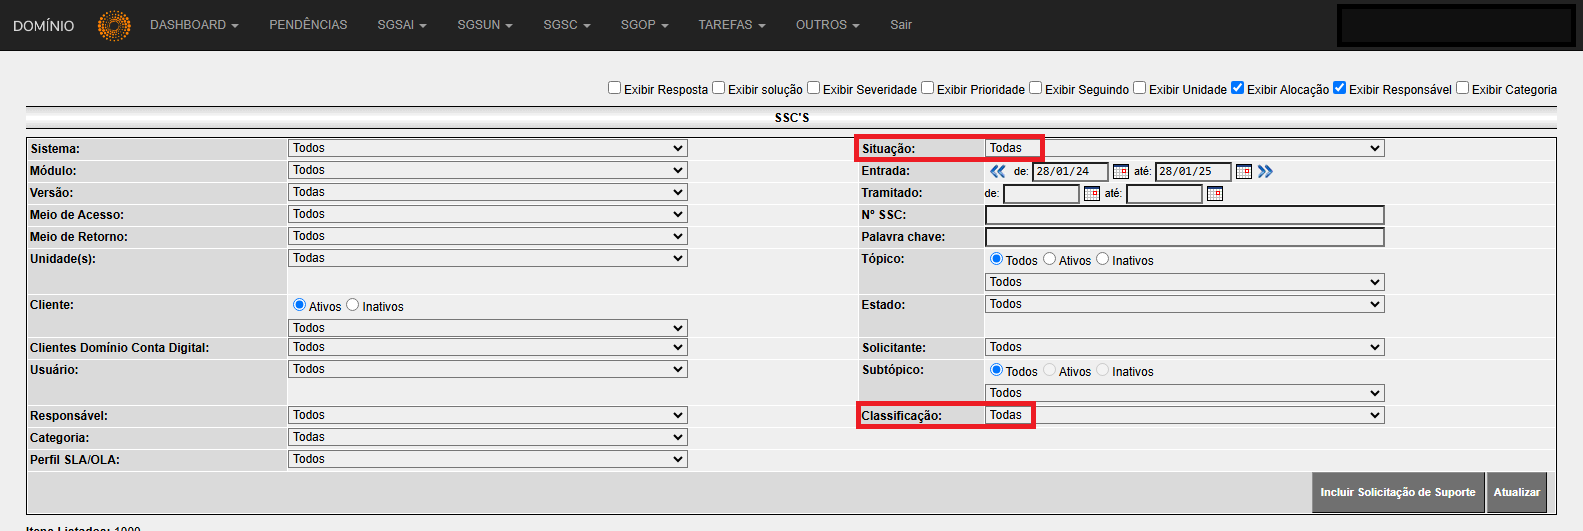 DOMÍNIO DASHBOARD PENDÊNCIAS SGSAI SGSUN SGSC SGOP TAREFAS OUTROS Sair
Exibir Resposta Exibir solução Exibir Severidade Exibir Prioridade Exibir Seguindo Exibir Unidade Exibir Alocação Exibir Responsável Exibir Categoria
SSC'S
Sistema: Todos Situação: Todas
Módulo: Todos Entrada: de: 28/01/24 até: 28/01/25
Versão: Todas Tramitado: de: até:
Meio de Acesso: Todos Nº SSC:
Meio de Retorno: Todos Palavra chave:
Unidade(s): Todas Tópico: Todos Ativos Inativos
Todos
Cliente: Ativos Inativos Estado: Todos
Todos
Clientes Domínio Conta Digital: Todos Solicitante: Todos
Usuário: Todos Subtópico: Todos Ativos Inativos
Todos
Responsável: Todos Classificação: Todas
Categoria: Todas
Perfil SLA/OLA: Todos
Incluir Solicitação de Suporte Atualizar
Itens Listados: 1000